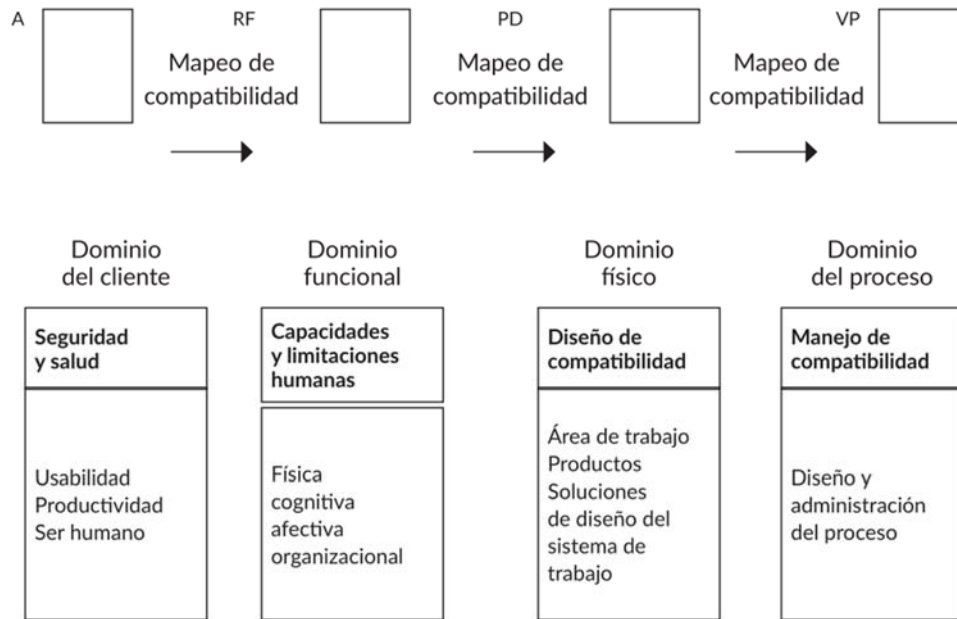 A
RF
PD
VP
Mapeo de
compatibilidad
Mapeo de
compatibilidad
Mapeo de
compatibilidad
Dominio
del cliente
Dominio
funcional
Dominio
físico
Dominio
del proceso
Seguridad
y salud
Usabilidad
Productividad
Ser humano
Capacidades
y limitaciones
humanas
Física
cognitiva
afectiva
organizacional
Diseño de
compatibilidad
Área de trabajo
Productos
Soluciones
de diseño del
sistema de
trabajo
Manejo de
compatibilidad
Diseño y
administración
del proceso